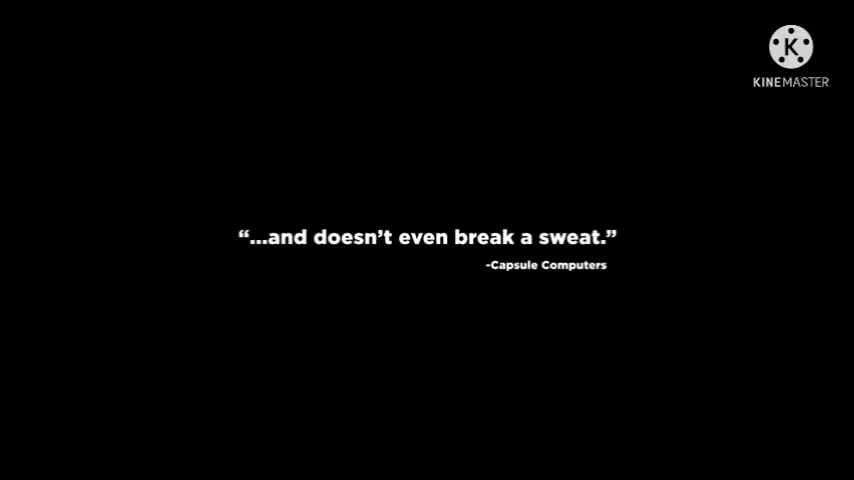 K
KINEMASTER
“...and doesn’t even break a sweat.”
-Capsule Computers